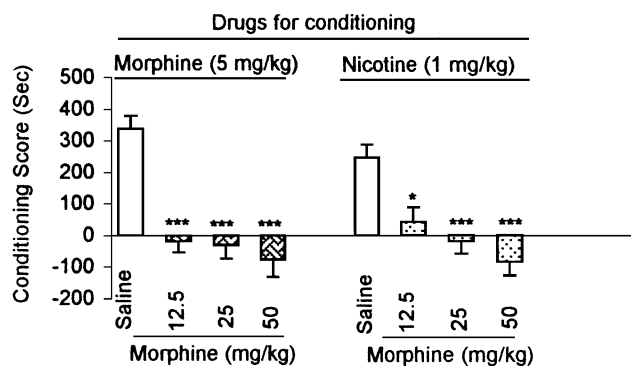 Drugs for conditioning
Morphine (5 mg/kg) Nicotine (1 mg/kg)
Conditioning Score (Sec)
500
400
300
200
100
0
-100
-200
*** *** *** * *** ***
Saline 12.5 25 50 Saline 12.5 25 50
Morphine (mg/kg) Morphine (mg/kg)